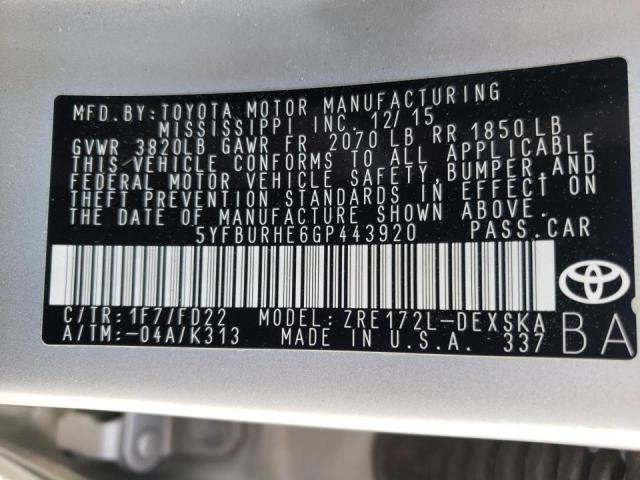 MFD. BY: TOYOTA MOTOR MANUFACTURING
MISSISSIPPI INC. 12/15
GVWR 3820LB GAWR FR 2070 LB RR 1850 LB
THIS VEHICLE CONFORMS TO ALL APPLICABLE
FEDERAL MOTOR VEHICLE SAFETY, BUMPER, AND
THEFT PREVENTION STANDARDS IN EFFECT ON
THE DATE OF MANUFACTURE SHOWN ABOVE.
5YFBURHE6GP443920 PASS. CAR
C/TR: 1F7/FD22 MODEL: ZRE172L-DEXSKA
A/TM: -04A/K313 MADE IN U.S.A. 337 BA